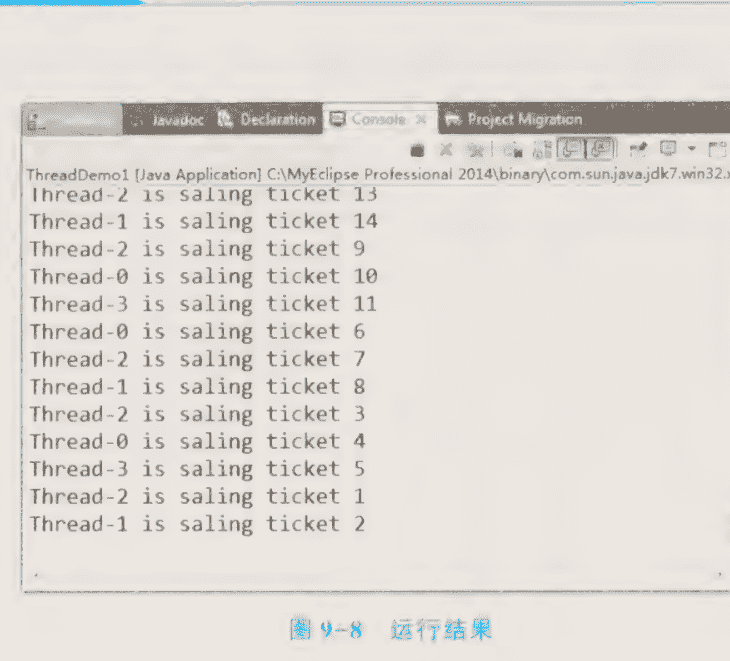 Javadoc Declaration Console Project Migration
ThreadDemo1 [Java Application] C:\MyEclipse Professional 2014\binary\com.sun.java.jdk7.win32.x
Thread-2 is saling ticket 13
Thread-1 is saling ticket 14
Thread-2 is saling ticket 9
Thread-0 is saling ticket 10
Thread-3 is saling ticket 11
Thread-0 is saling ticket 6
Thread-2 is saling ticket 7
Thread-1 is saling ticket 8
Thread-2 is saling ticket 3
Thread-0 is saling ticket 4
Thread-3 is saling ticket 5
Thread-2 is saling ticket 1
Thread-1 is saling ticket 2
图 9-8 运行结果